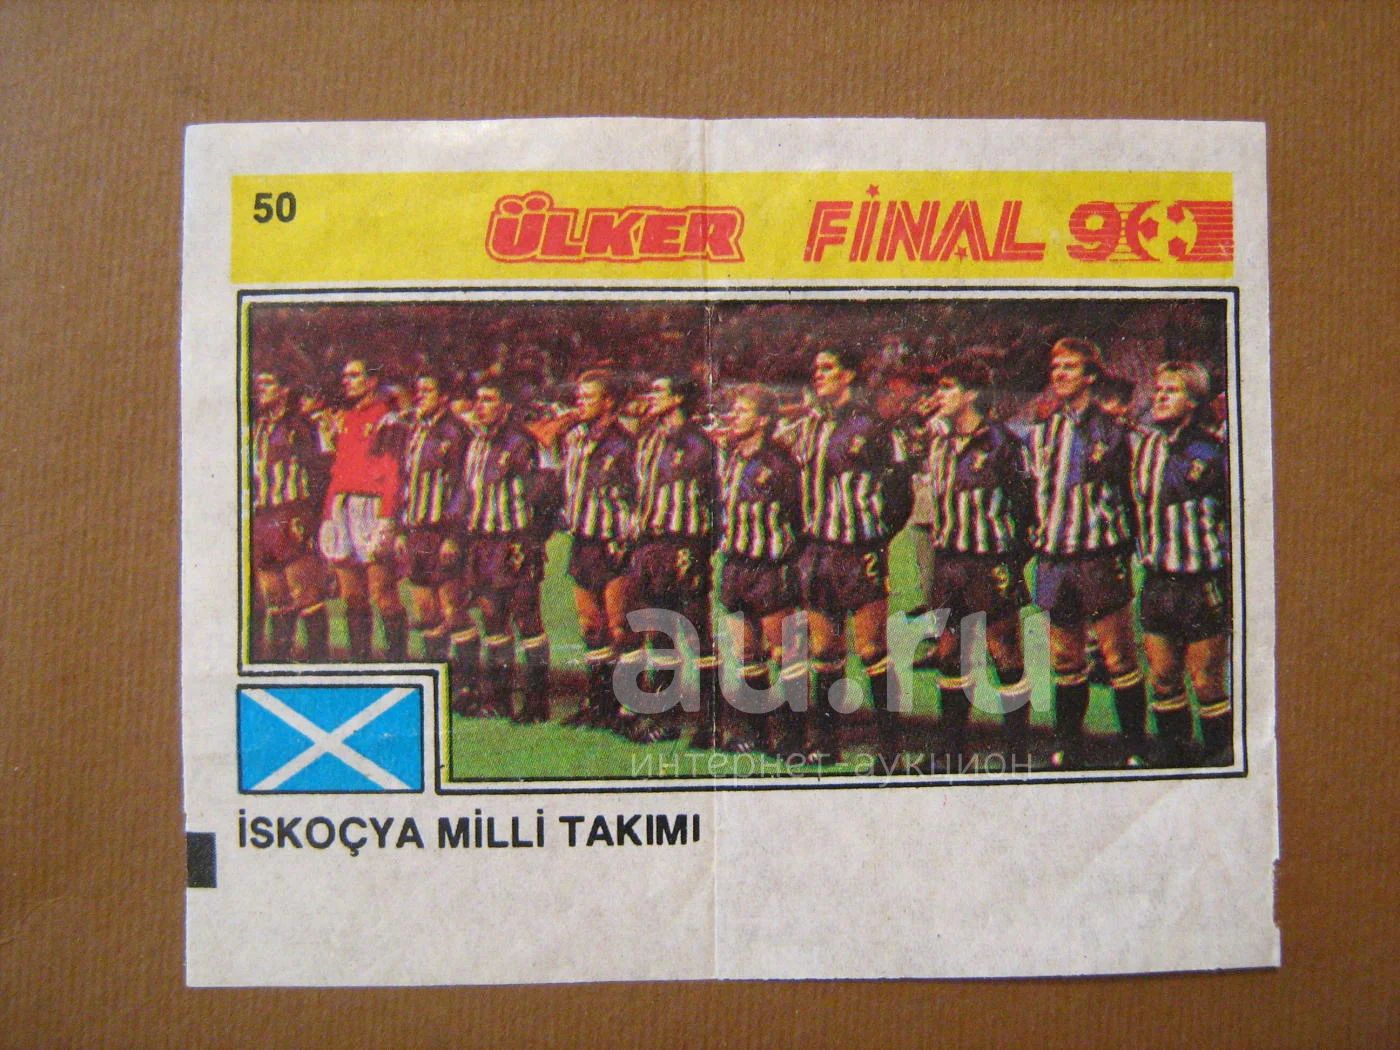 50 ÜLKER FİNAL 90
au.ru
интернет-аукцион
İSKOÇYA MİLLİ TAKIMI